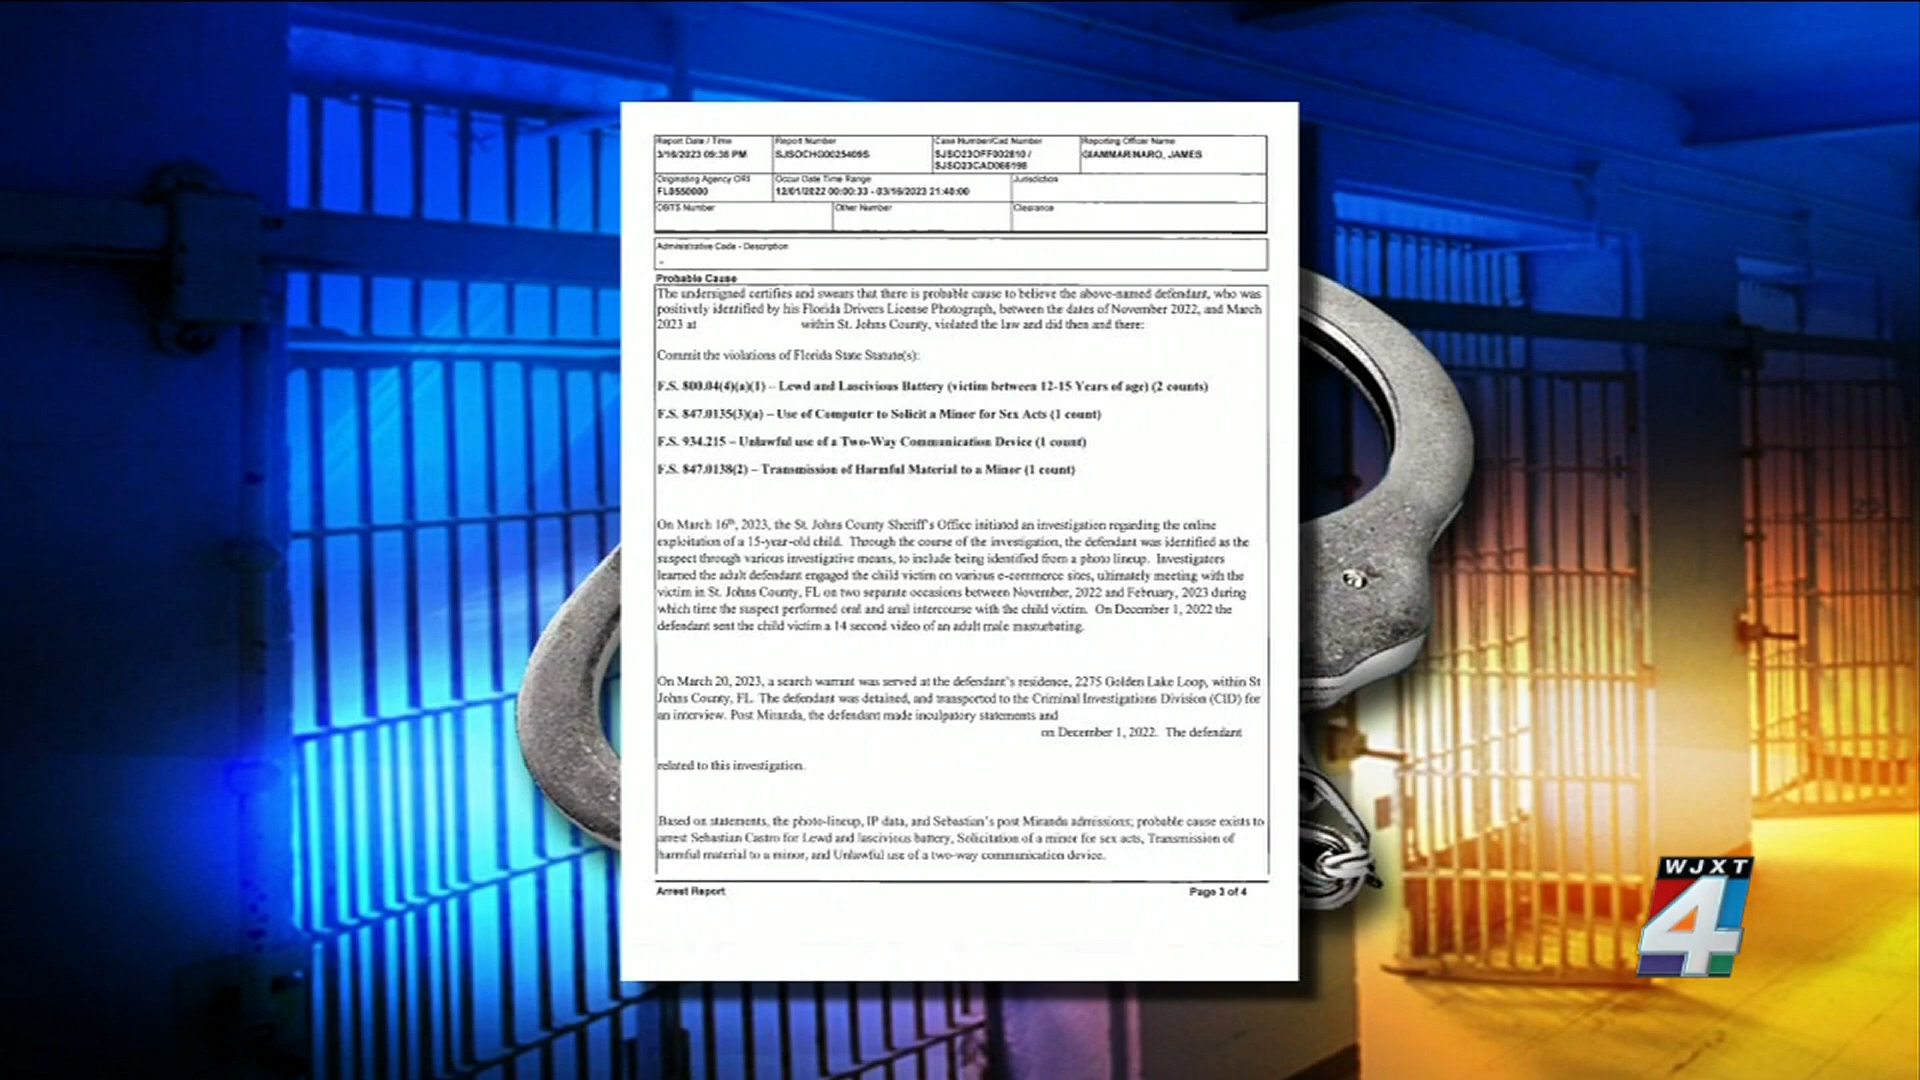 Report Date / Time
Report Number
Case Number/Cad Number
Reporting Officer Name
3/16/2023 09:38 PM
SJSOCHG0025409S
SJSO23OFF002810 /
SJSO23CAD066198
GIAMMARINARO, JAMES
Originating Agency ORI
Occur Date Time Range
Jurisdiction
FL0550000
12/01/2022 00:00:33 - 03/16/2023 21:40:00
OBTS Number
Other Number
Clearance
Administrative Code - Description
-
Probable Cause
The undersigned certifies and swears that there is probable cause to believe the above-named defendant, who was
positively identified by his Florida Drivers License Photograph, between the dates of November 2022, and March
2023 at within St. Johns County, violated the law and did then and there:
Commit the violations of Florida State Statute(s):
F.S. 800.04(4)(a)(1) – Lewd and Lascivious Battery (victim between 12-15 Years of age) (2 counts)
F.S. 847.0135(3)(a) – Use of Computer to Solicit a Minor for Sex Acts (1 count)
F.S. 934.215 – Unlawful use of a Two-Way Communication Device (1 count)
F.S. 847.0138(2) – Transmission of Harmful Material to a Minor (1 count)
On March 16th, 2023, the St. Johns County Sheriff's Office initiated an investigation regarding the online
exploitation of a 15-year-old child. Through the course of the investigation, the defendant was identified as the
suspect through various investigative means, to include being identified from a photo lineup. Investigators
learned the adult defendant engaged the child victim on various e-commerce sites, ultimately meeting with the
victim in St. Johns County, FL on two separate occasions between November, 2022 and February, 2023 during
which time the suspect performed oral and anal intercourse with the child victim. On December 1, 2022 the
defendant sent the child victim a 14 second video of an adult male masturbating.
On March 20, 2023, a search warrant was served at the defendant's residence, 2275 Golden Lake Loop, within St
Johns County, FL. The defendant was detained, and transported to the Criminal Investigations Division (CID) for
an interview. Post Miranda, the defendant made inculpatory statements and
on December 1, 2022. The defendant
related to this investigation.
Based on statements, the photo-lineup, IP data, and Sebastian's post Miranda admissions; probable cause exists to
arrest Sebastian Castro for Lewd and lascivious battery, Solicitation of a minor for sex acts, Transmission of
harmful material to a minor, and Unlawful use of a two-way communication device.
Arrest Report
Page 3 of 4
WJXT
4